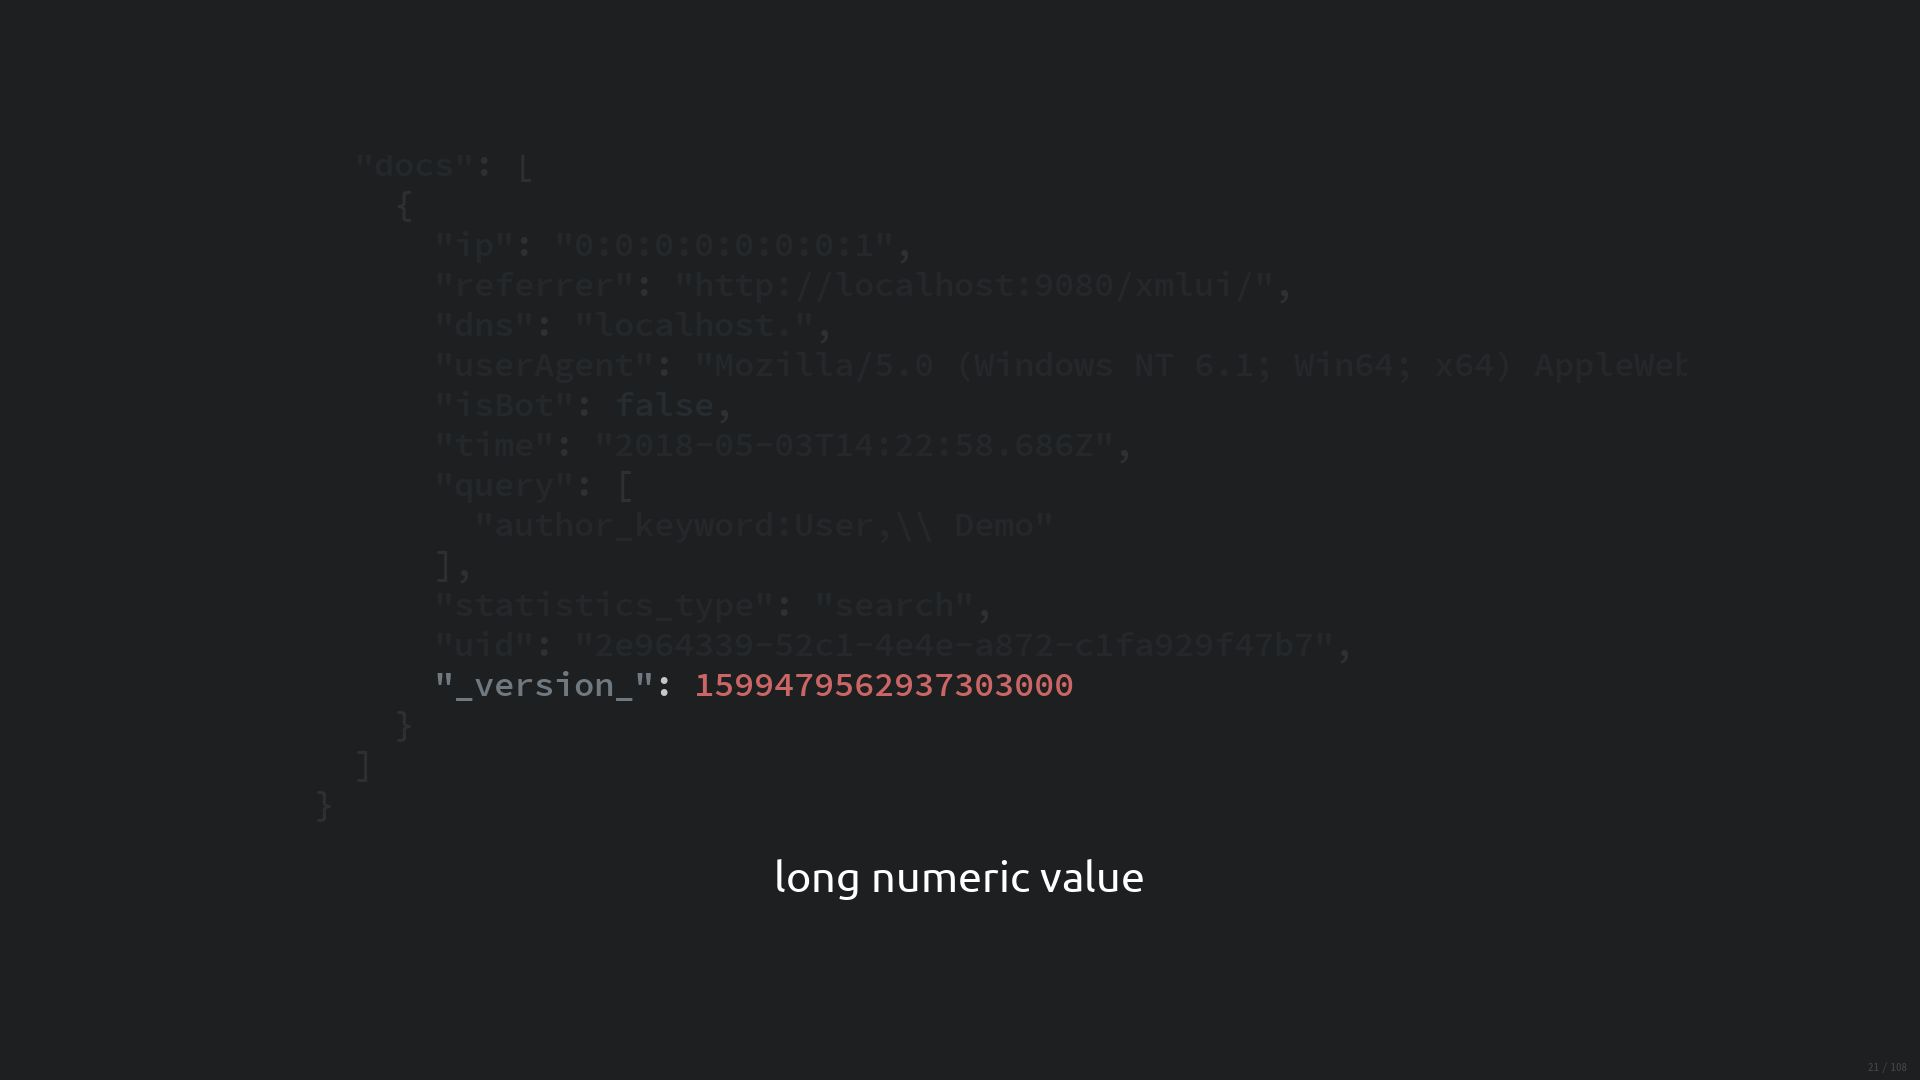 "docs": [
{
"ip": "0:0:0:0:0:0:0:1",
"referrer": "http://localhost:9080/xmlui/",
"dns": "localhost.",
"userAgent": "Mozilla/5.0 (Windows NT 6.1; Win64; x64) AppleWeb
"isBot": false,
"time": "2018-05-03T14:22:58.686Z",
"query": [
"author_keyword:User,\\ Demo"
],
"statistics_type": "search",
"uid": "2e964339-52c1-4e4e-a872-c1fa929f47b7",
"_version_": 1599479562937303000
}
]
}
long numeric value
21 / 108